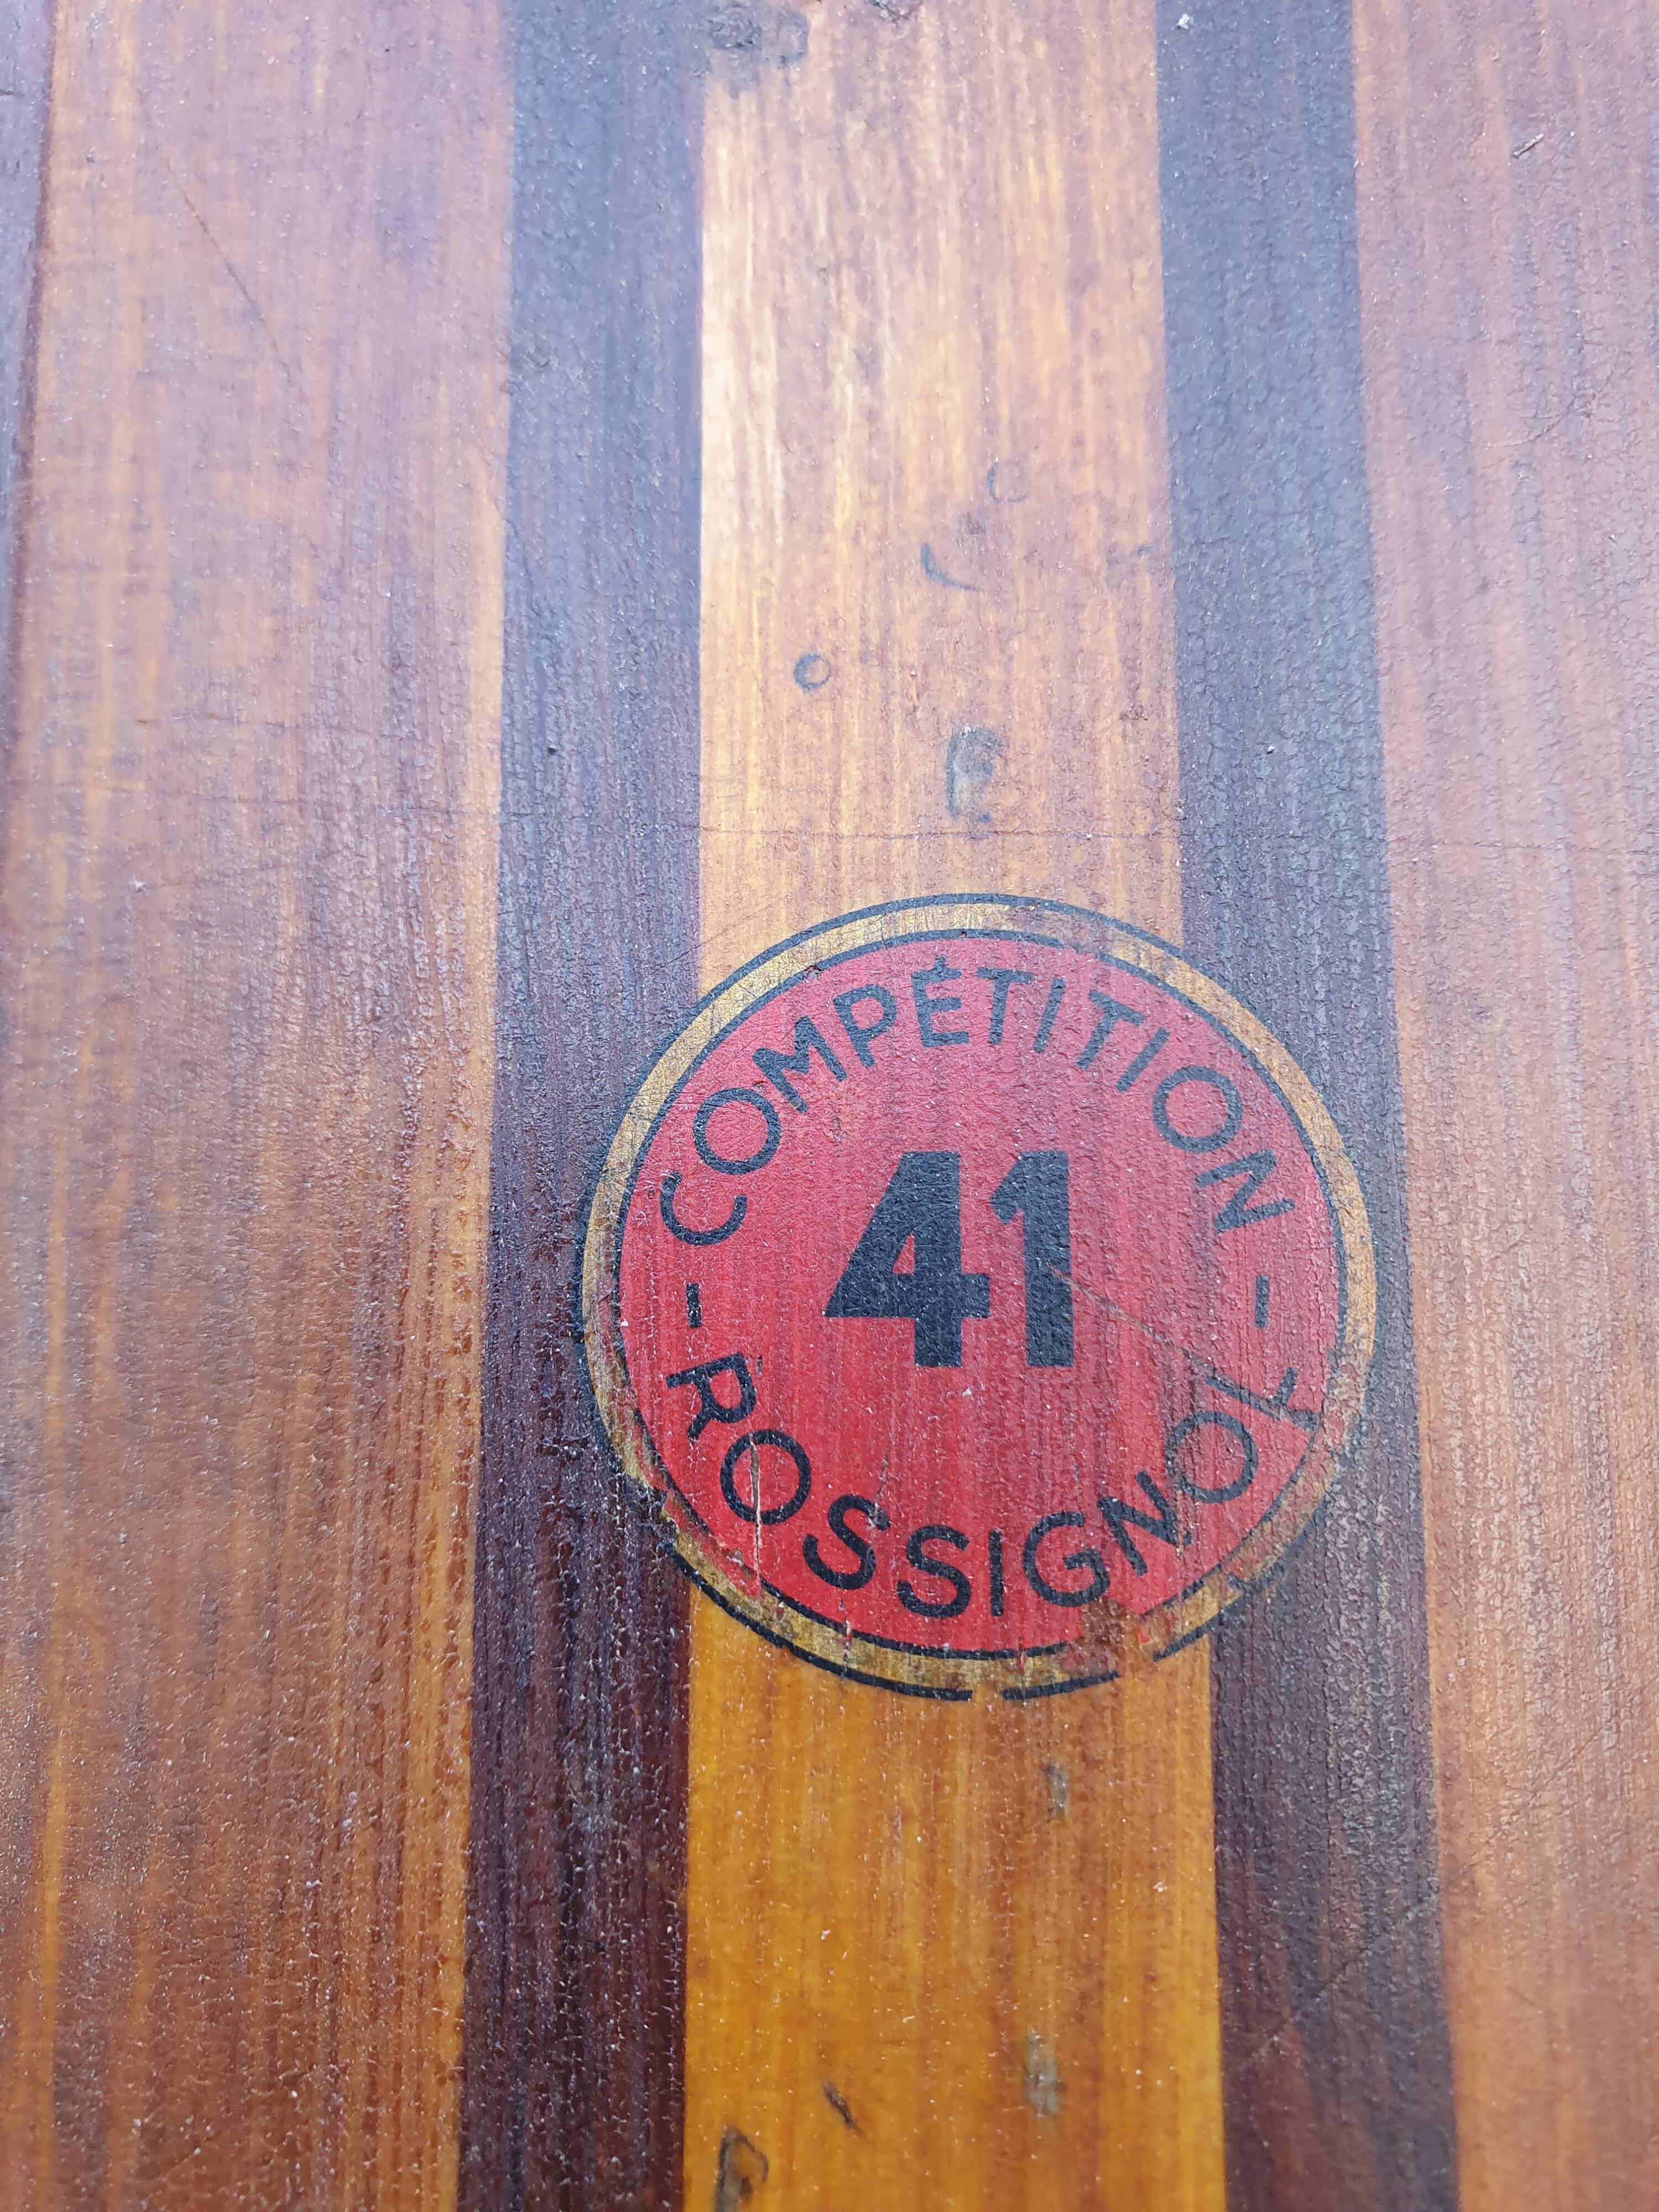 - COMPÉTITION -
41
ROSSIGNOL